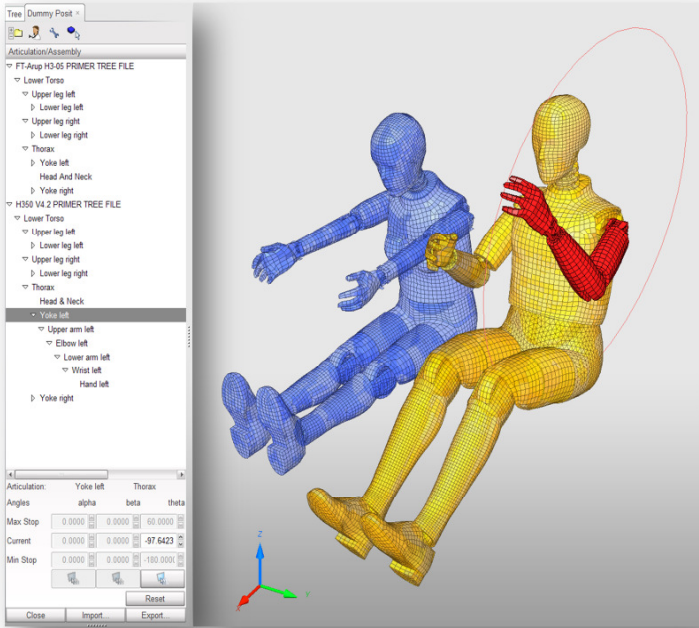 Tree Dummy Posit ×
Articulation/Assembly
FT-Arup H3-05 PRIMER TREE FILE
Lower Torso
Upper leg left
Lower leg left
Upper leg right
Lower leg right
Thorax
Yoke left
Head And Neck
Yoke right
H350 V4.2 PRIMER TREE FILE
Lower Torso
Upper leg left
Lower leg left
Upper leg right
Lower leg right
Thorax
Head & Neck
Yoke left
Upper arm left
Elbow left
Lower arm left
Wrist left
Hand left
Yoke right
Articulation: Yoke left Thorax
Angles alpha beta theta
Max Stop 0.0000 0.0000 60.0000
Current 0.0000 0.0000 -97.6423
Min Stop 0.0000 0.0000 -180.000(
Reset
Close Import... Export...
Z
Y
X